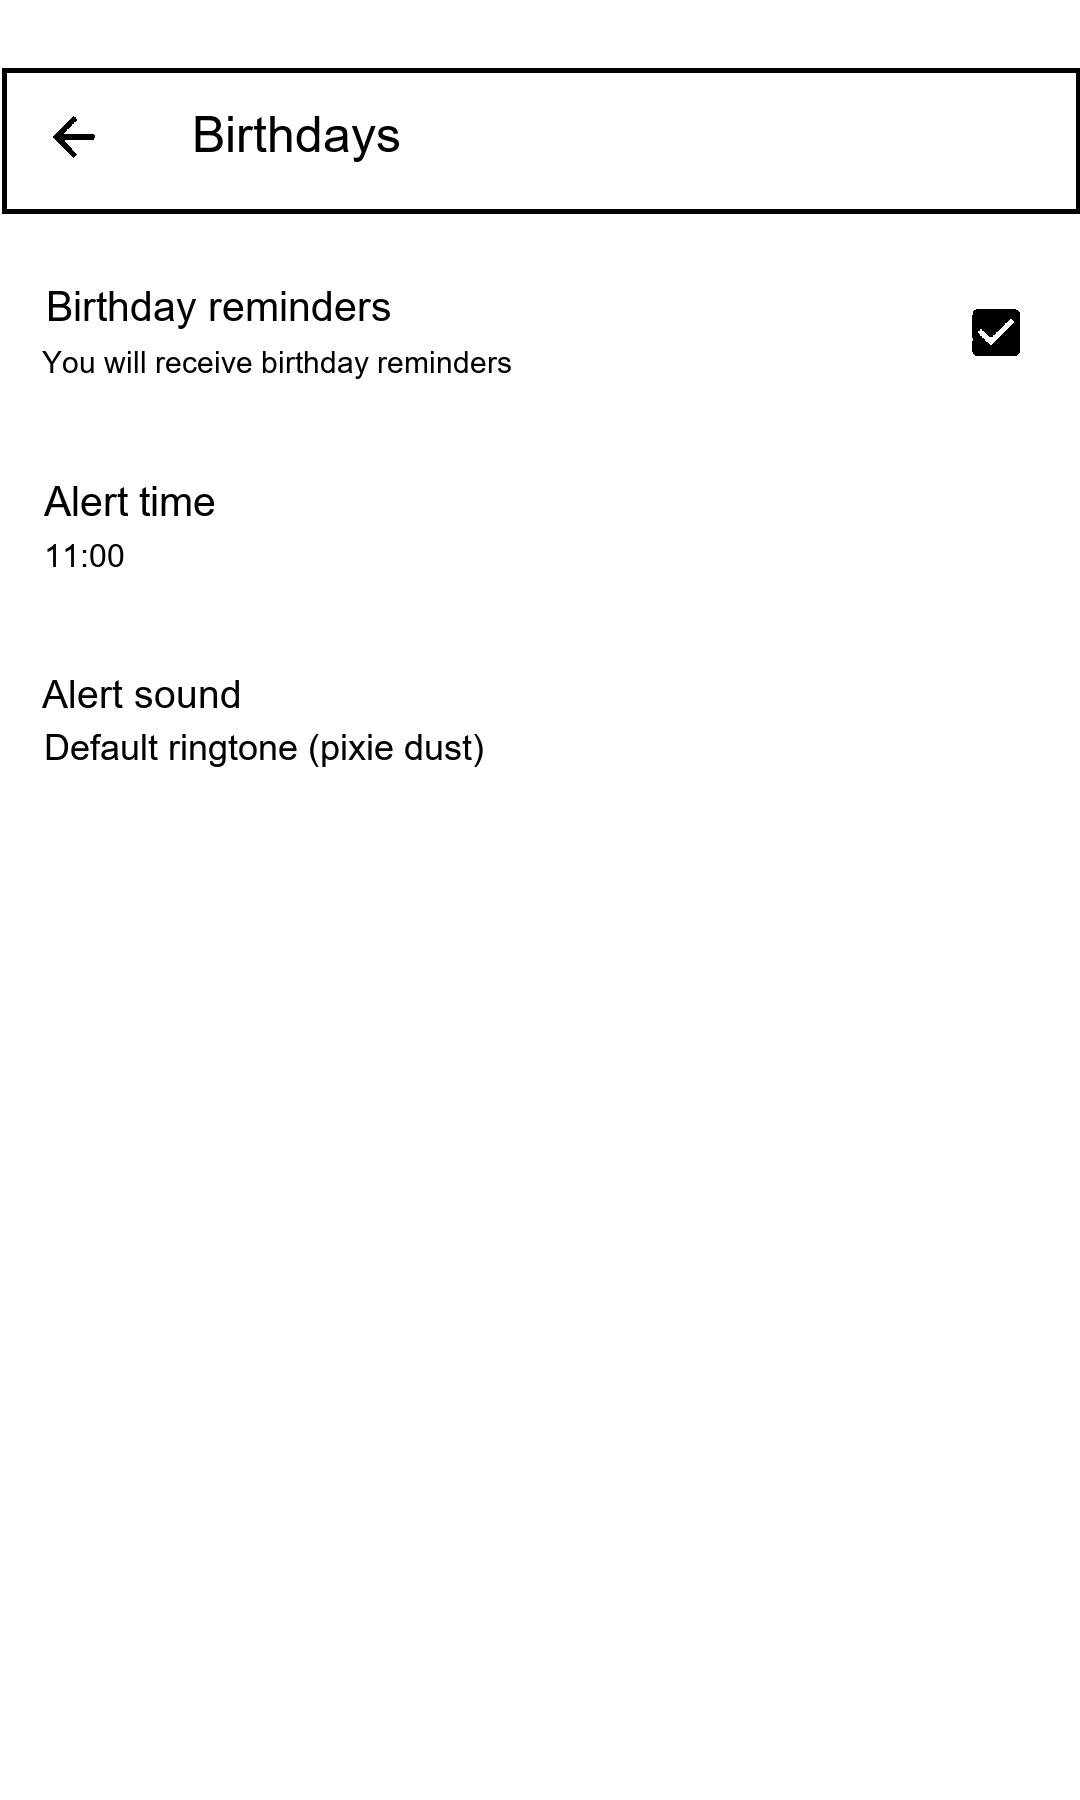 Birthdays
Birthday reminders
You will receive birthday reminders
Alert time
11:00
Alert sound
Default ringtone (pixie dust)